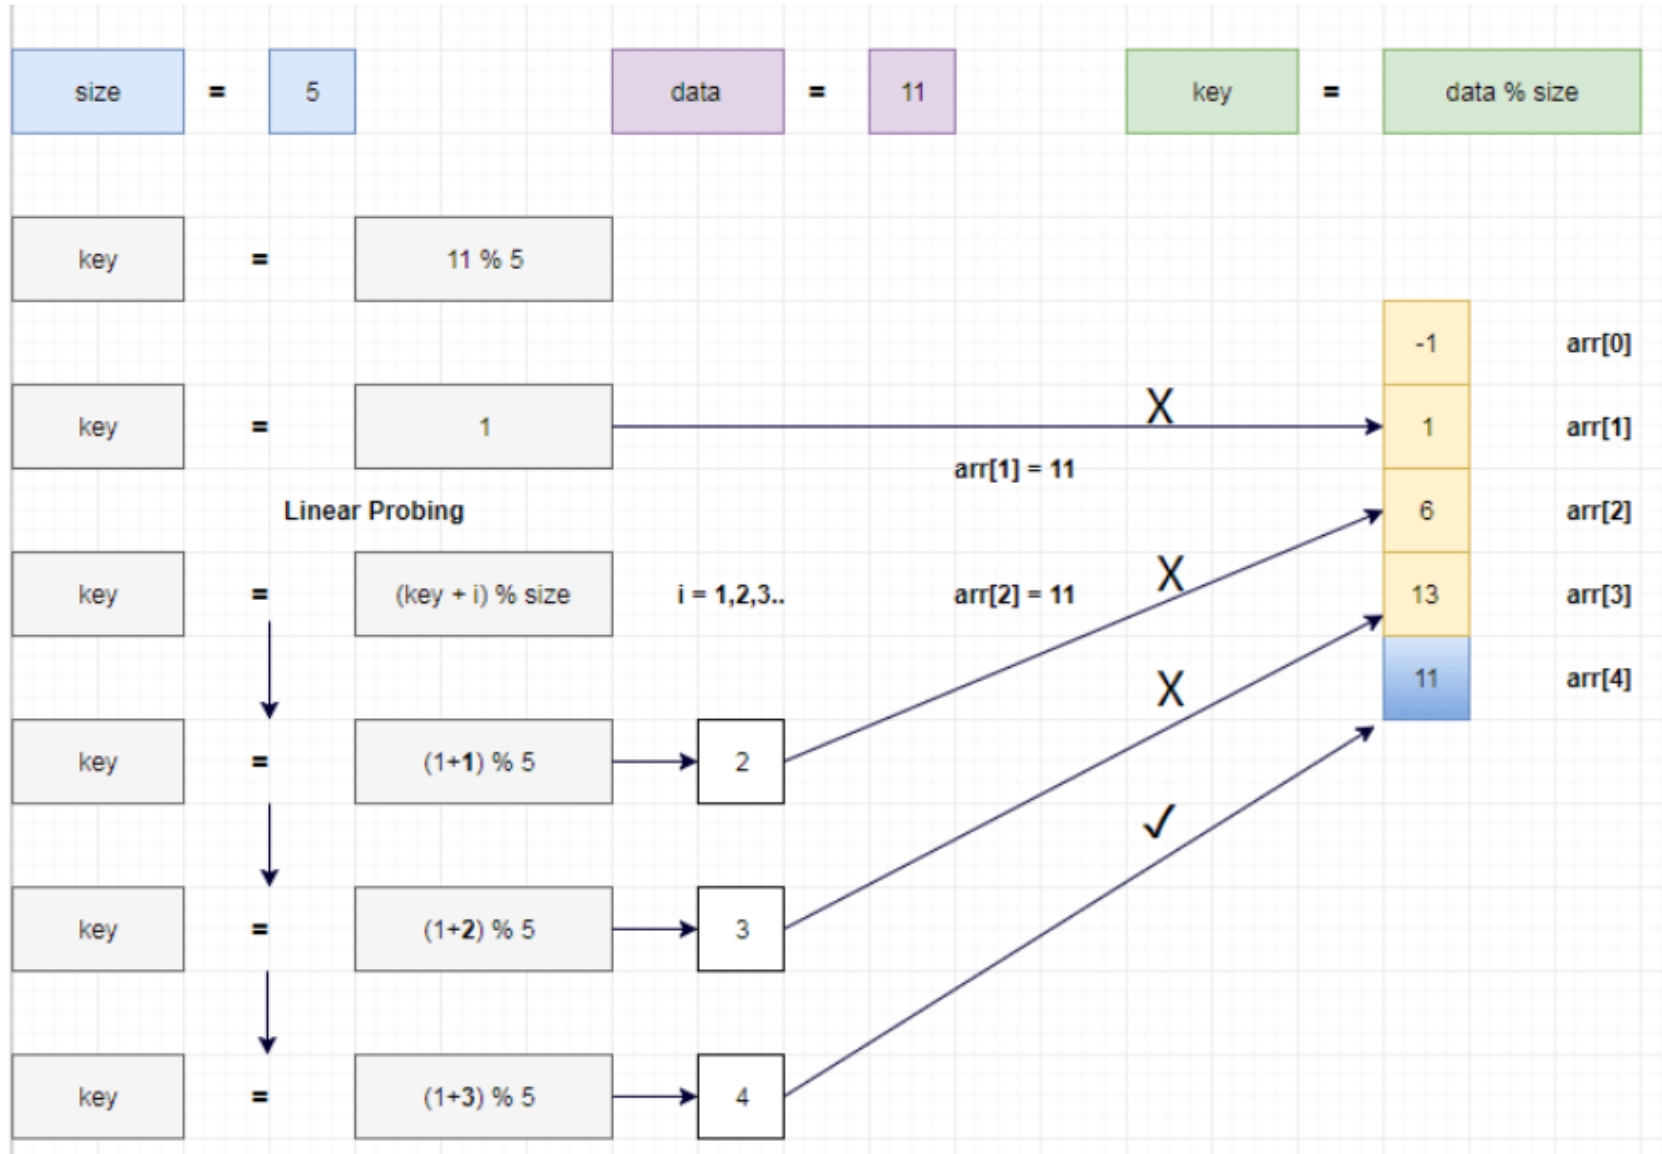 size = 5 data = 11 key = data % size
key = 11 % 5
-1 arr[0]
X
key = 1 1 arr[1]
arr[1] = 11
Linear Probing 6 arr[2]
X
key = (key + i) % size i = 1,2,3.. arr[2] = 11 13 arr[3]
X
11 arr[4]
key = (1+1) % 5 2
✓
key = (1+2) % 5 3
key = (1+3) % 5 4